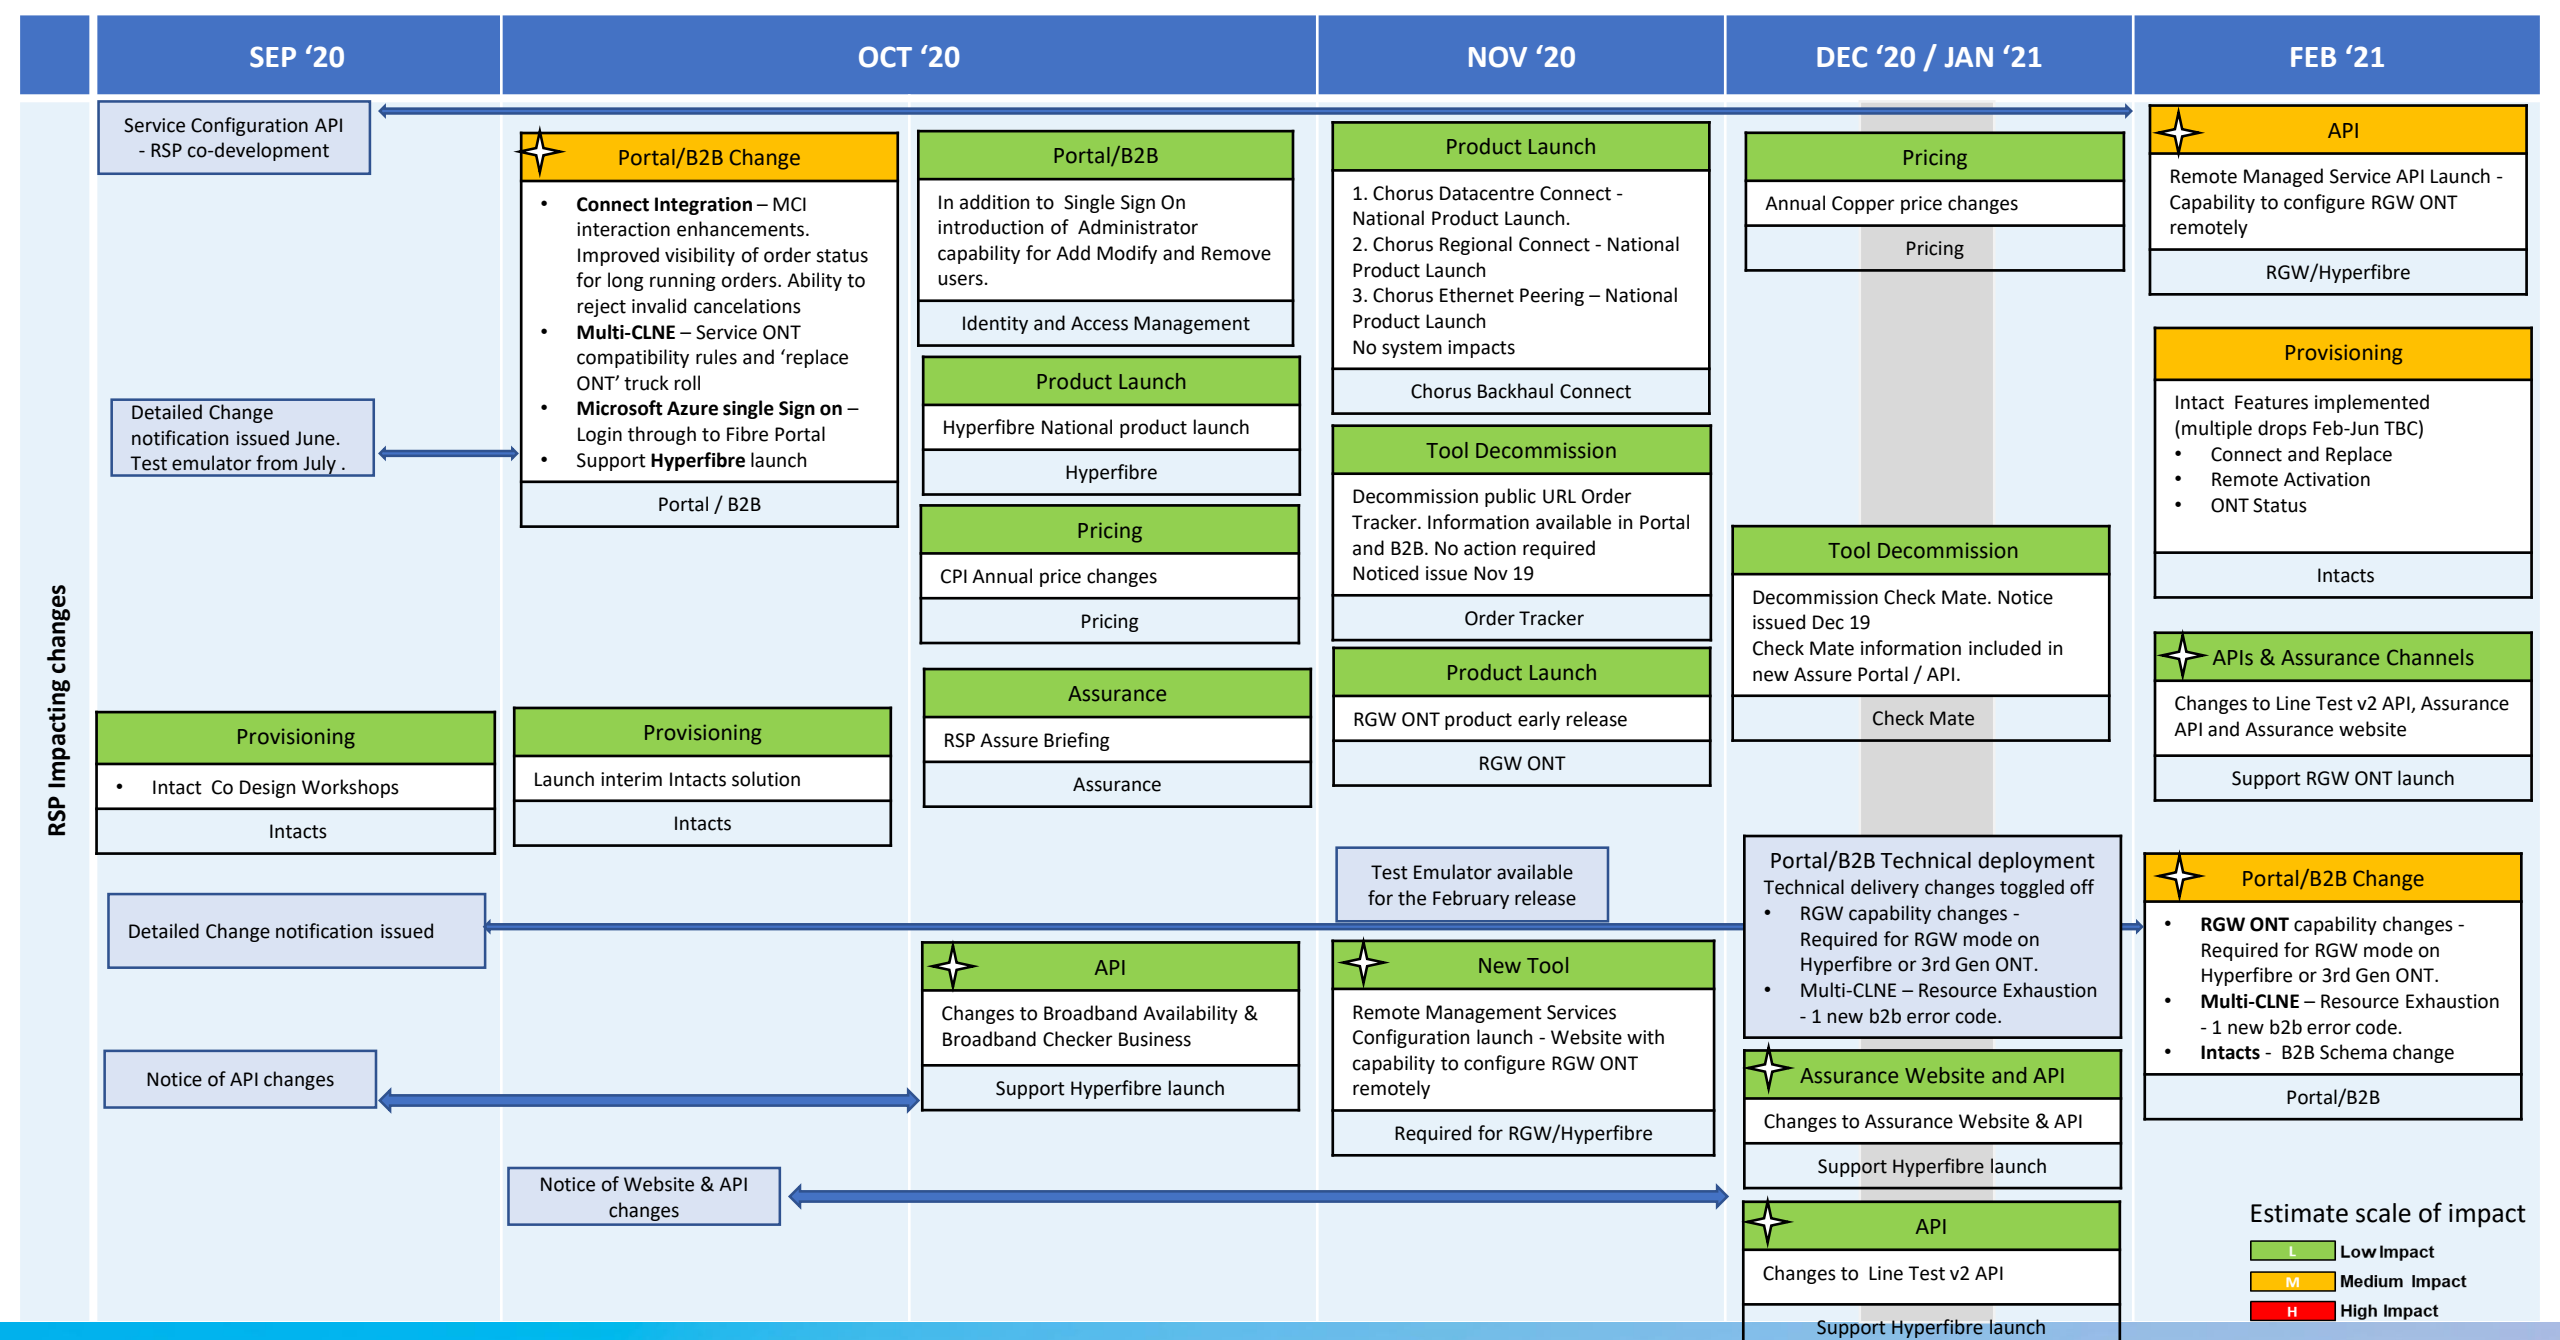 SEP ‘20
OCT ‘20
NOV ‘20
DEC ‘20 / JAN ‘21
FEB ‘21
RSP Impacting changes
Service Configuration API
- RSP co-development
Detailed Change
notification issued June.
Test emulator from July .
Provisioning
• Intact Co Design Workshops
Intacts
Detailed Change notification issued
Notice of API changes
Portal/B2B Change
• Connect Integration – MCI
interaction enhancements.
Improved visibility of order status
for long running orders. Ability to
reject invalid cancelations
• Multi-CLNE – Service ONT
compatibility rules and ‘replace
ONT’ truck roll
• Microsoft Azure single Sign on –
Login through to Fibre Portal
• Support Hyperfibre launch
Portal / B2B
Provisioning
Launch interim Intacts solution
Intacts
Notice of Website & API
changes
Portal/B2B
In addition to Single Sign On
introduction of Administrator
capability for Add Modify and Remove
users.
Identity and Access Management
Product Launch
Hyperfibre National product launch
Hyperfibre
Pricing
CPI Annual price changes
Pricing
Assurance
RSP Assure Briefing
Assurance
API
Changes to Broadband Availability &
Broadband Checker Business
Support Hyperfibre launch
Product Launch
1. Chorus Datacentre Connect -
National Product Launch.
2. Chorus Regional Connect - National
Product Launch
3. Chorus Ethernet Peering – National
Product Launch
No system impacts
Chorus Backhaul Connect
Tool Decommission
Decommission public URL Order
Tracker. Information available in Portal
and B2B. No action required
Noticed issue Nov 19
Order Tracker
Product Launch
RGW ONT product early release
RGW ONT
Test Emulator available
for the February release
New Tool
Remote Management Services
Configuration launch - Website with
capability to configure RGW ONT
remotely
Required for RGW/Hyperfibre
Pricing
Annual Copper price changes
Pricing
Tool Decommission
Decommission Check Mate. Notice
issued Dec 19
Check Mate information included in
new Assure Portal / API.
Check Mate
Portal/B2B Technical deployment
Technical delivery changes toggled off
• RGW capability changes -
Required for RGW mode on
Hyperfibre or 3rd Gen ONT.
• Multi-CLNE – Resource Exhaustion
- 1 new b2b error code.
Assurance Website and API
Changes to Assurance Website & API
Support Hyperfibre launch
API
Changes to Line Test v2 API
Support Hyperfibre launch
API
Remote Managed Service API Launch -
Capability to configure RGW ONT
remotely
RGW/Hyperfibre
Provisioning
Intact Features implemented
(multiple drops Feb-Jun TBC)
• Connect and Replace
• Remote Activation
• ONT Status
Intacts
APIs & Assurance Channels
Changes to Line Test v2 API, Assurance
API and Assurance website
Support RGW ONT launch
Portal/B2B Change
• RGW ONT capability changes -
Required for RGW mode on
Hyperfibre or 3rd Gen ONT.
• Multi-CLNE – Resource Exhaustion
- 1 new b2b error code.
• Intacts - B2B Schema change
Portal/B2B
Estimate scale of impact
L Low Impact
M Medium Impact
H High Impact